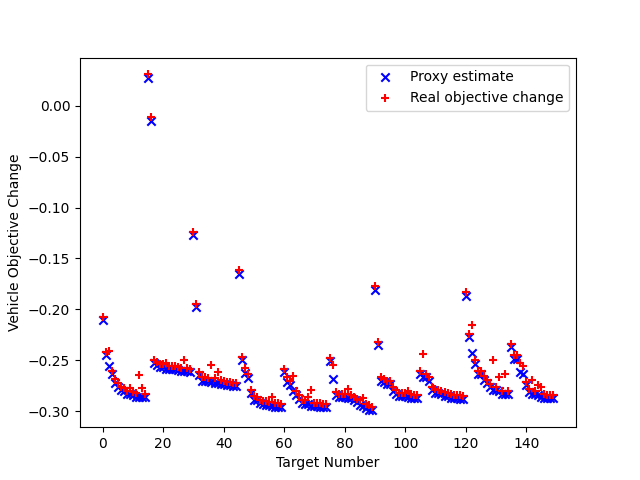 Proxy estimate
Real objective change
Vehicle Objective Change
0.00
−0.05
−0.10
−0.15
−0.20
−0.25
−0.30
0 20 40 60 80 100 120 140
Target Number